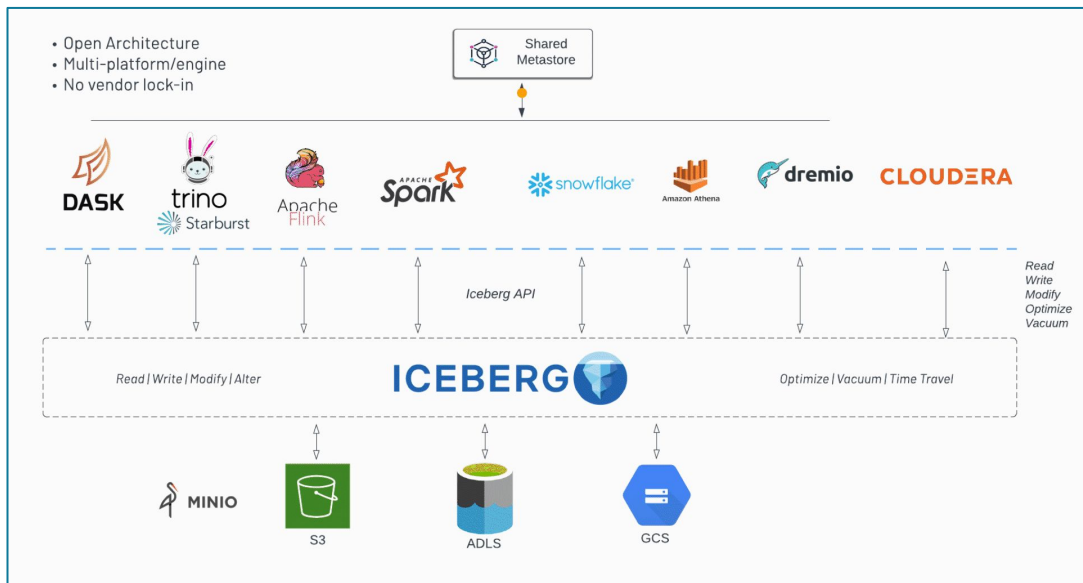 • Open Architecture
• Multi-platform/engine
• No vendor lock-in
Shared
Metastore
DASK
trino
Starburst
Apache
Flink
APACHE
Spark
snowflake®
Amazon Athena
dremio
CLOUDERA
Iceberg API
Read
Write
Modify
Optimize
Vacuum
Read | Write | Modify | Alter
ICEBERG
Optimize | Vacuum | Time Travel
MINIO
S3
ADLS
GCS